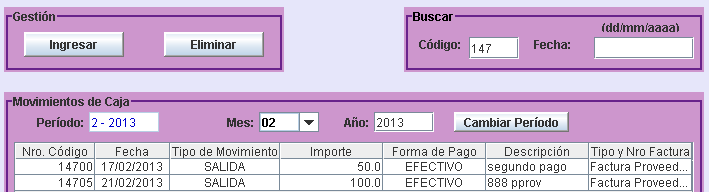 Gestión
Ingresar Eliminar
Buscar
(dd/mm/aaaa)
Código: 147 Fecha:
Movimientos de Caja
Período: 2 - 2013 Mes: 02 Año: 2013 Cambiar Período
Nro. Código Fecha Tipo de Movimiento Importe Forma de Pago Descripción Tipo y Nro Factura
14700 17/02/2013 SALIDA 50.0 EFECTIVO segundo pago Factura Proveed...
14705 21/02/2013 SALIDA 100.0 EFECTIVO 888 pprov Factura Proveed...